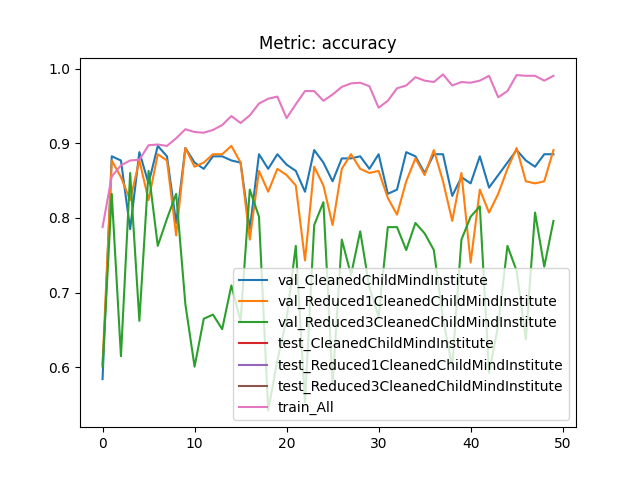 Metric: accuracy
1.0
0.9
0.8
0.7
0.6
val_CleanedChildMindInstitute
val_Reduced1CleanedChildMindInstitute
val_Reduced3CleanedChildMindInstitute
test_CleanedChildMindInstitute
test_Reduced1CleanedChildMindInstitute
test_Reduced3CleanedChildMindInstitute
train_All
0 10 20 30 40 50